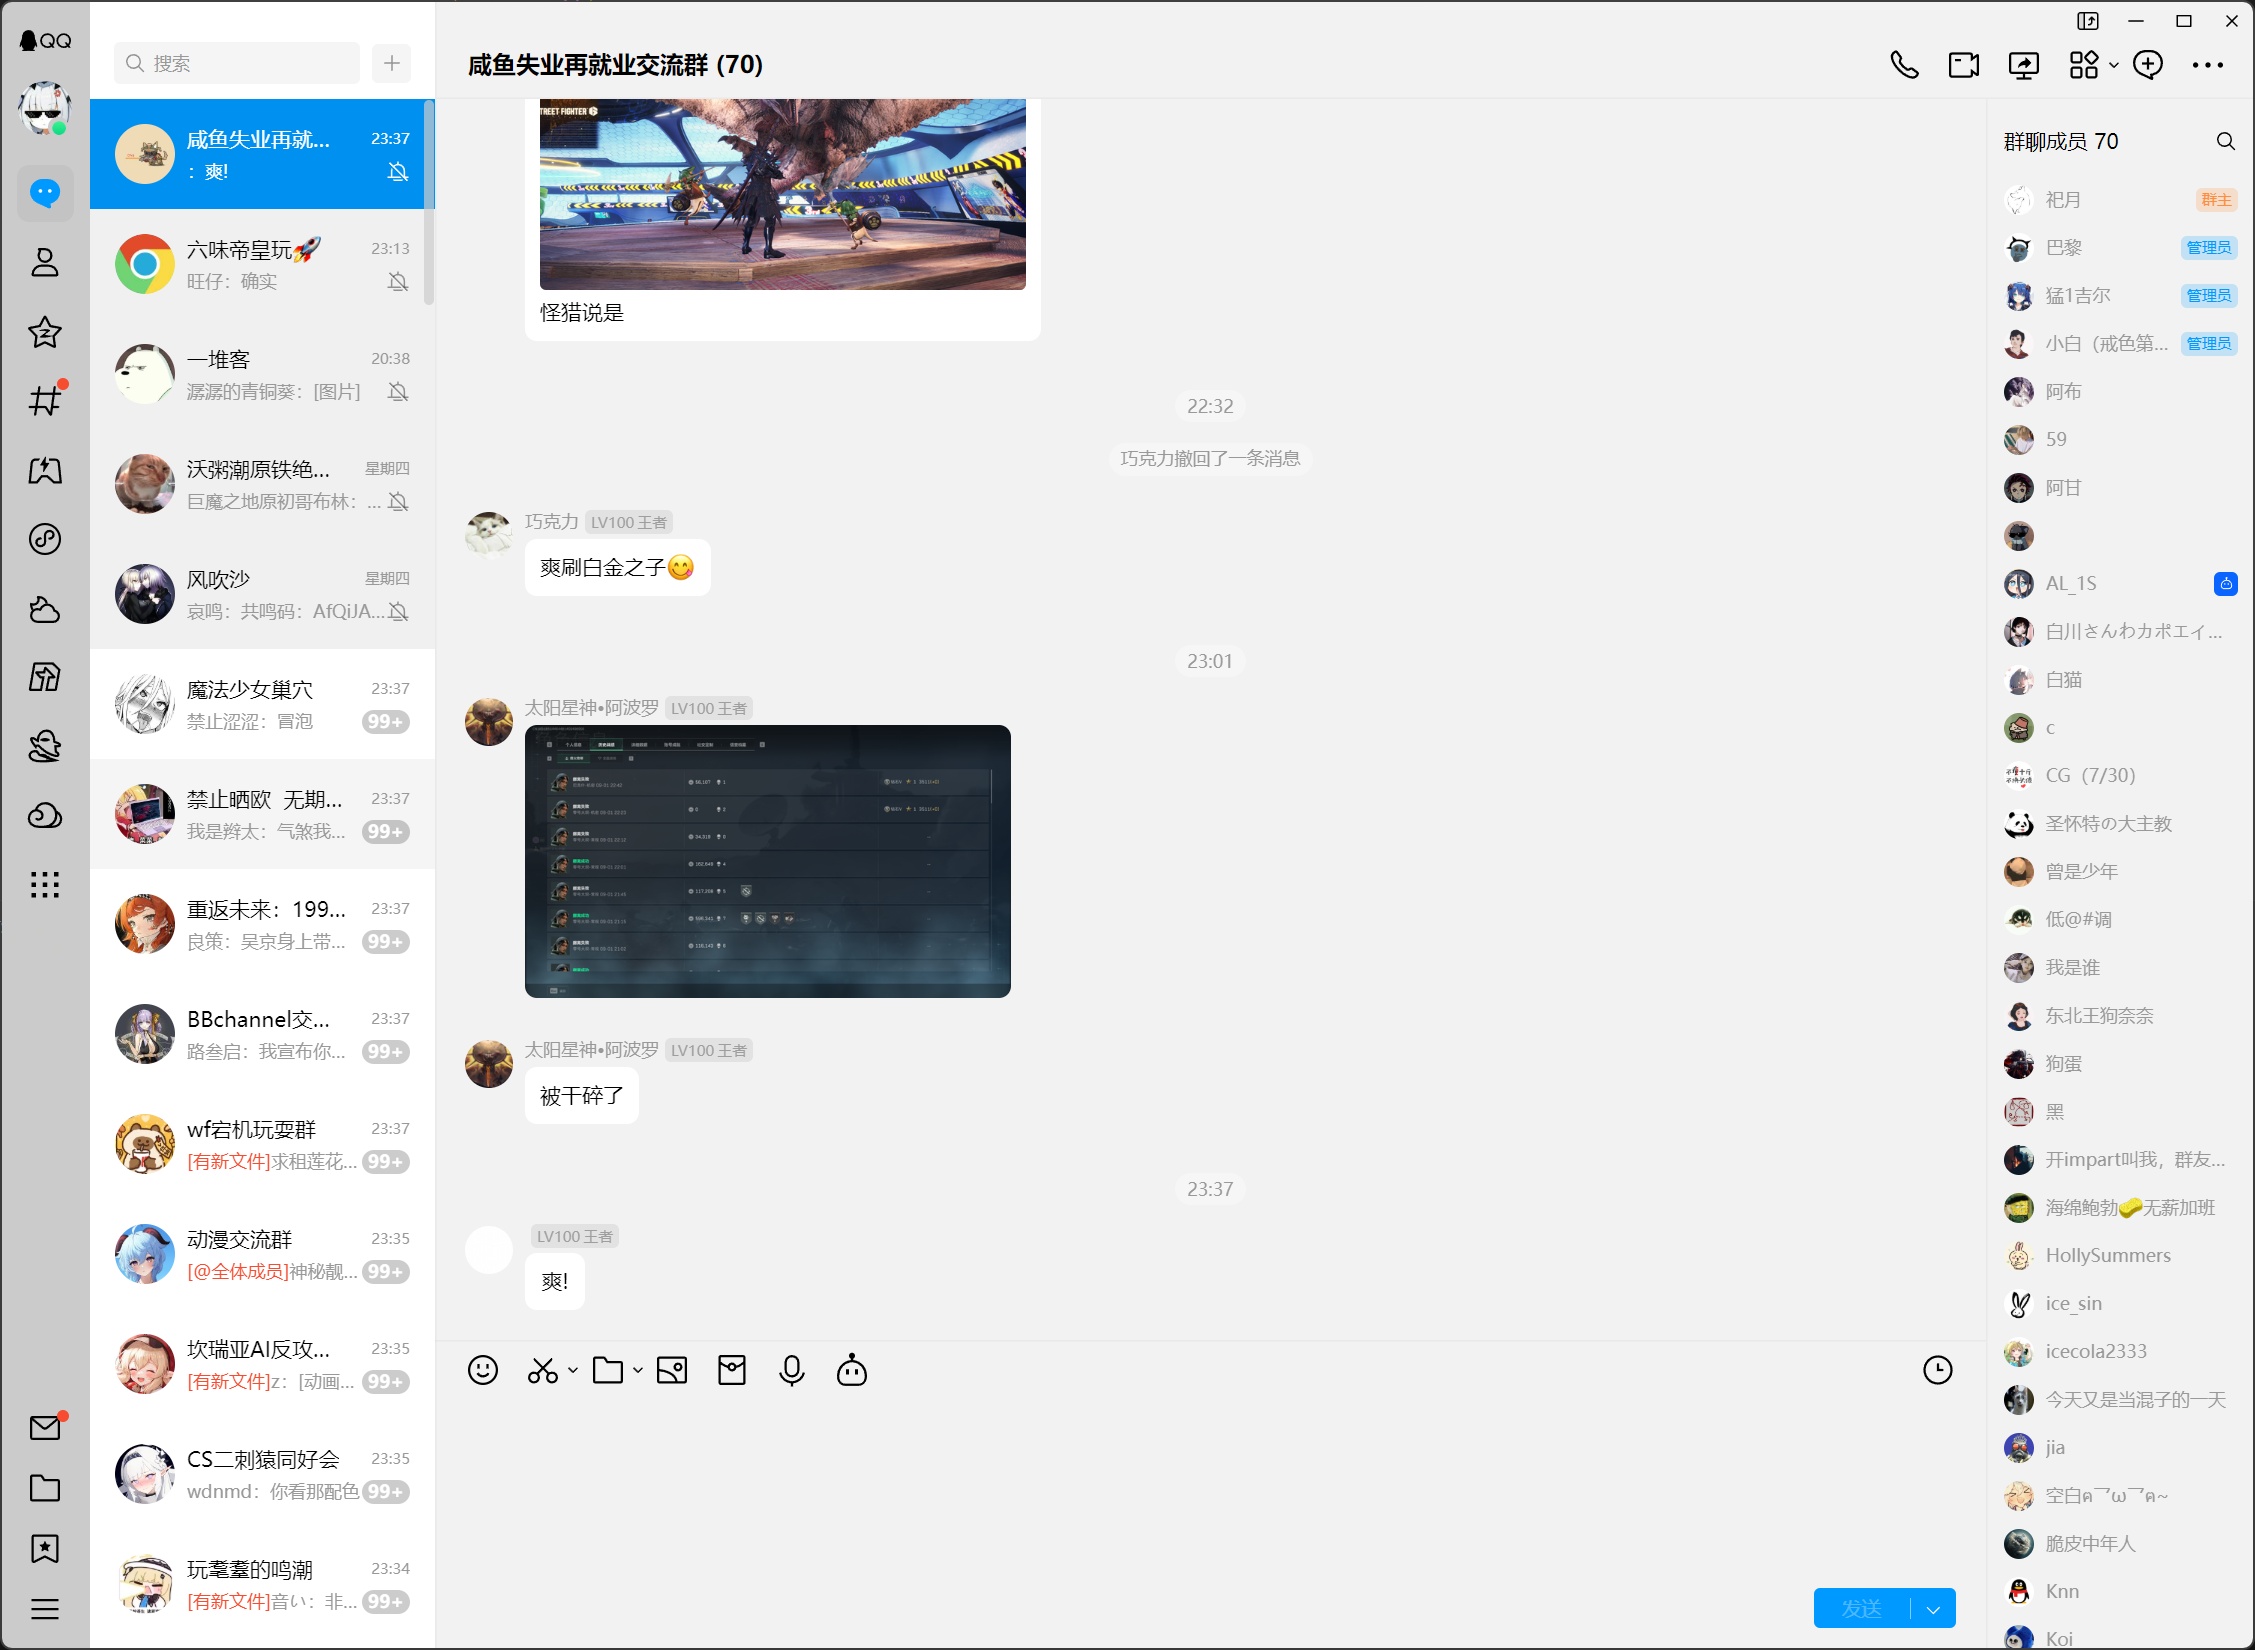 QQ
搜索
咸鱼失业再就... 23:37
：爽!
六味帝皇玩🚀 23:13
旺仔：确实
一堆客 20:38
潺潺的青铜葵：[图片]
沃粥潮原铁绝... 星期四
巨魔之地原初哥布林：...
风吹沙 星期四
哀鸣：共鸣码：AfQiJA...
魔法少女巢穴 23:37
禁止涩涩：冒泡 99+
禁止晒欧 无期... 23:37
我是辫太：气煞我... 99+
重返未来：199... 23:37
良策：吴京身上带... 99+
BBchannel交... 23:37
路叁启：我宣布你... 99+
wf宕机玩耍群 23:37
[有新文件]求租莲花... 99+
动漫交流群 23:35
[@全体成员]神秘靓... 99+
坎瑞亚AI反攻... 23:35
[有新文件]z：[动画... 99+
CS二刺猿同好会 23:35
wdnmd：你看那配色 99+
玩耄耋的鸣潮 23:34
[有新文件]音い：非... 99+
咸鱼失业再就业交流群 (70)
TREET FIGHTER 6
怪猎说是
22:32
巧克力撤回了一条消息
巧克力 LV100 王者
爽刷白金之子😋
23:01
太阳星神•阿波罗 LV100 王者
太阳星神•阿波罗 LV100 王者
被干碎了
23:37
LV100 王者
爽!
发送
群聊成员 70
祀月 群主
巴黎 管理员
猛1吉尔 管理员
小白（戒色第... 管理员
阿布
59
阿甘
AL_1S
白川さんわカポエイ...
白猫
c
CG（7/30）
圣怀特の大主教
曾是少年
低@#调
我是谁
东北王狗奈奈
狗蛋
黑
开impart叫我，群友...
海绵鲍勃🧽无薪加班
HollySummers
ice_sin
icecola2333
今天又是当混子的一天
jia
空白ฅ乛ω乛ฅ~
脆皮中年人
Knn
Koi